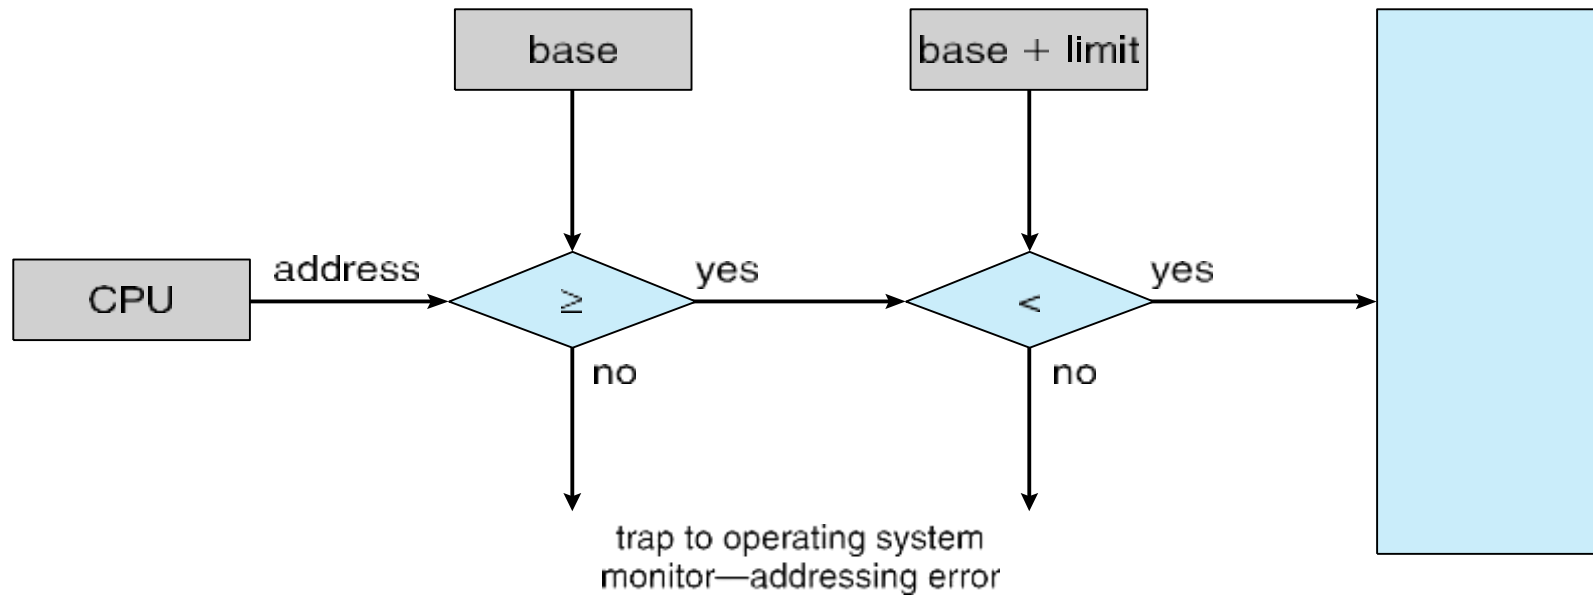 base
base + limit
CPU
address
≥
yes
<
yes
no
no
trap to operating system
monitor—addressing error